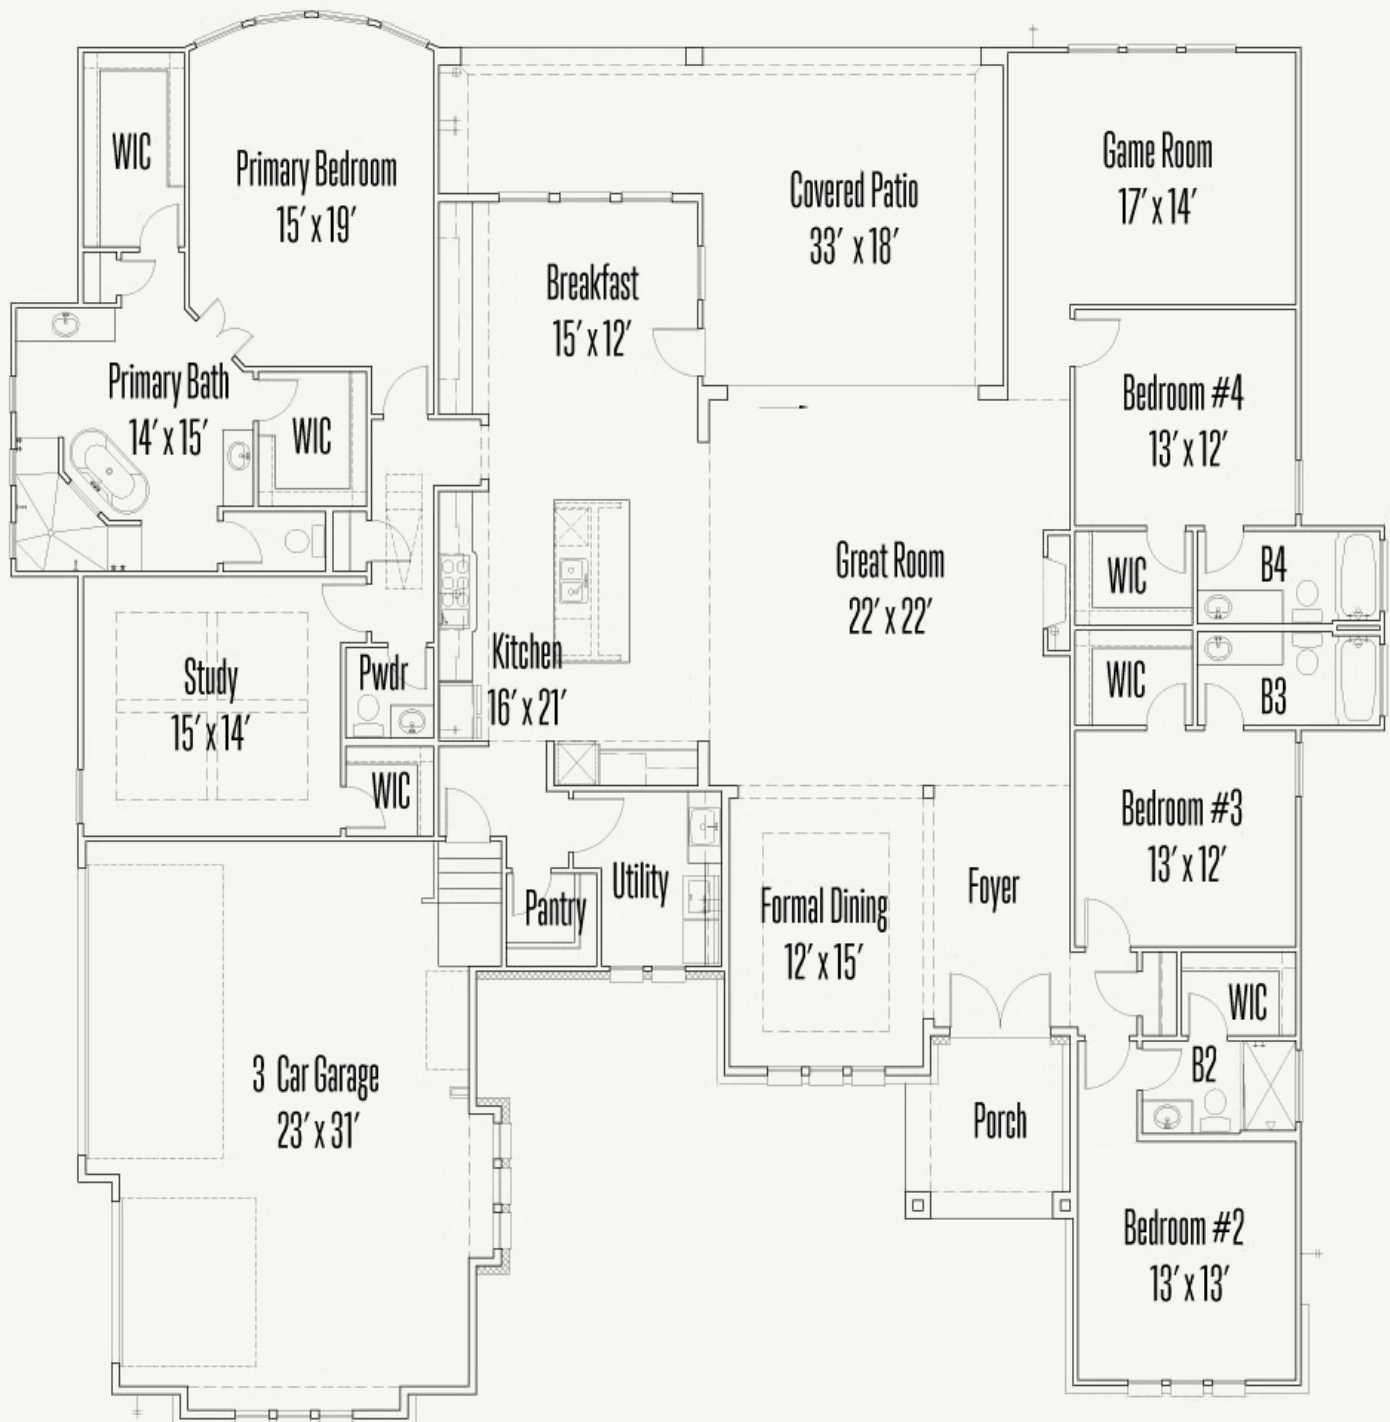 WIC
Primary Bedroom
15′ x 19′
Covered Patio
33′ x 18′
Game Room
17′ x 14′
Breakfast
15′ x 12′
Primary Bath
14′ x 15′
WIC
Bedroom #4
13′ x 12′
Great Room
22′ x 22′
WIC
B4
Study
15′ x 14′
Pwdr
Kitchen
16′ x 21′
WIC
B3
WIC
Bedroom #3
13′ x 12′
Pantry
Utility
Formal Dining
12′ x 15′
Foyer
WIC
B2
3 Car Garage
23′ x 31′
Porch
Bedroom #2
13′ x 13′